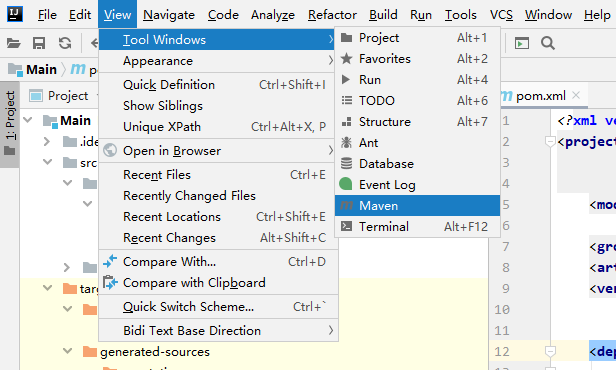 File Edit View Navigate Code Analyze Refactor Build Run Tools VCS Window Help
Main
Tool Windows
Appearance
Quick Definition Ctrl+Shift+I
Show Siblings
Unique XPath Ctrl+Alt+X, P
Open in Browser
Recent Files Ctrl+E
Recently Changed Files
Recent Locations Ctrl+Shift+E
Recent Changes Alt+Shift+C
Compare With... Ctrl+D
Compare with Clipboard
Quick Switch Scheme... Ctrl+`
Bidi Text Base Direction
Project Alt+1
Favorites Alt+2
Run Alt+4
TODO Alt+6
Structure Alt+7
Ant
Database
Event Log
Maven
Terminal Alt+F12
1: Project
Project
Main
.ide
src
targ
generated-sources
pom.xml
1 <?xml ve
2 <project
3
4
5 <mod
6
7 <gro
8 <art
9 <ver
10
11
12 <dep